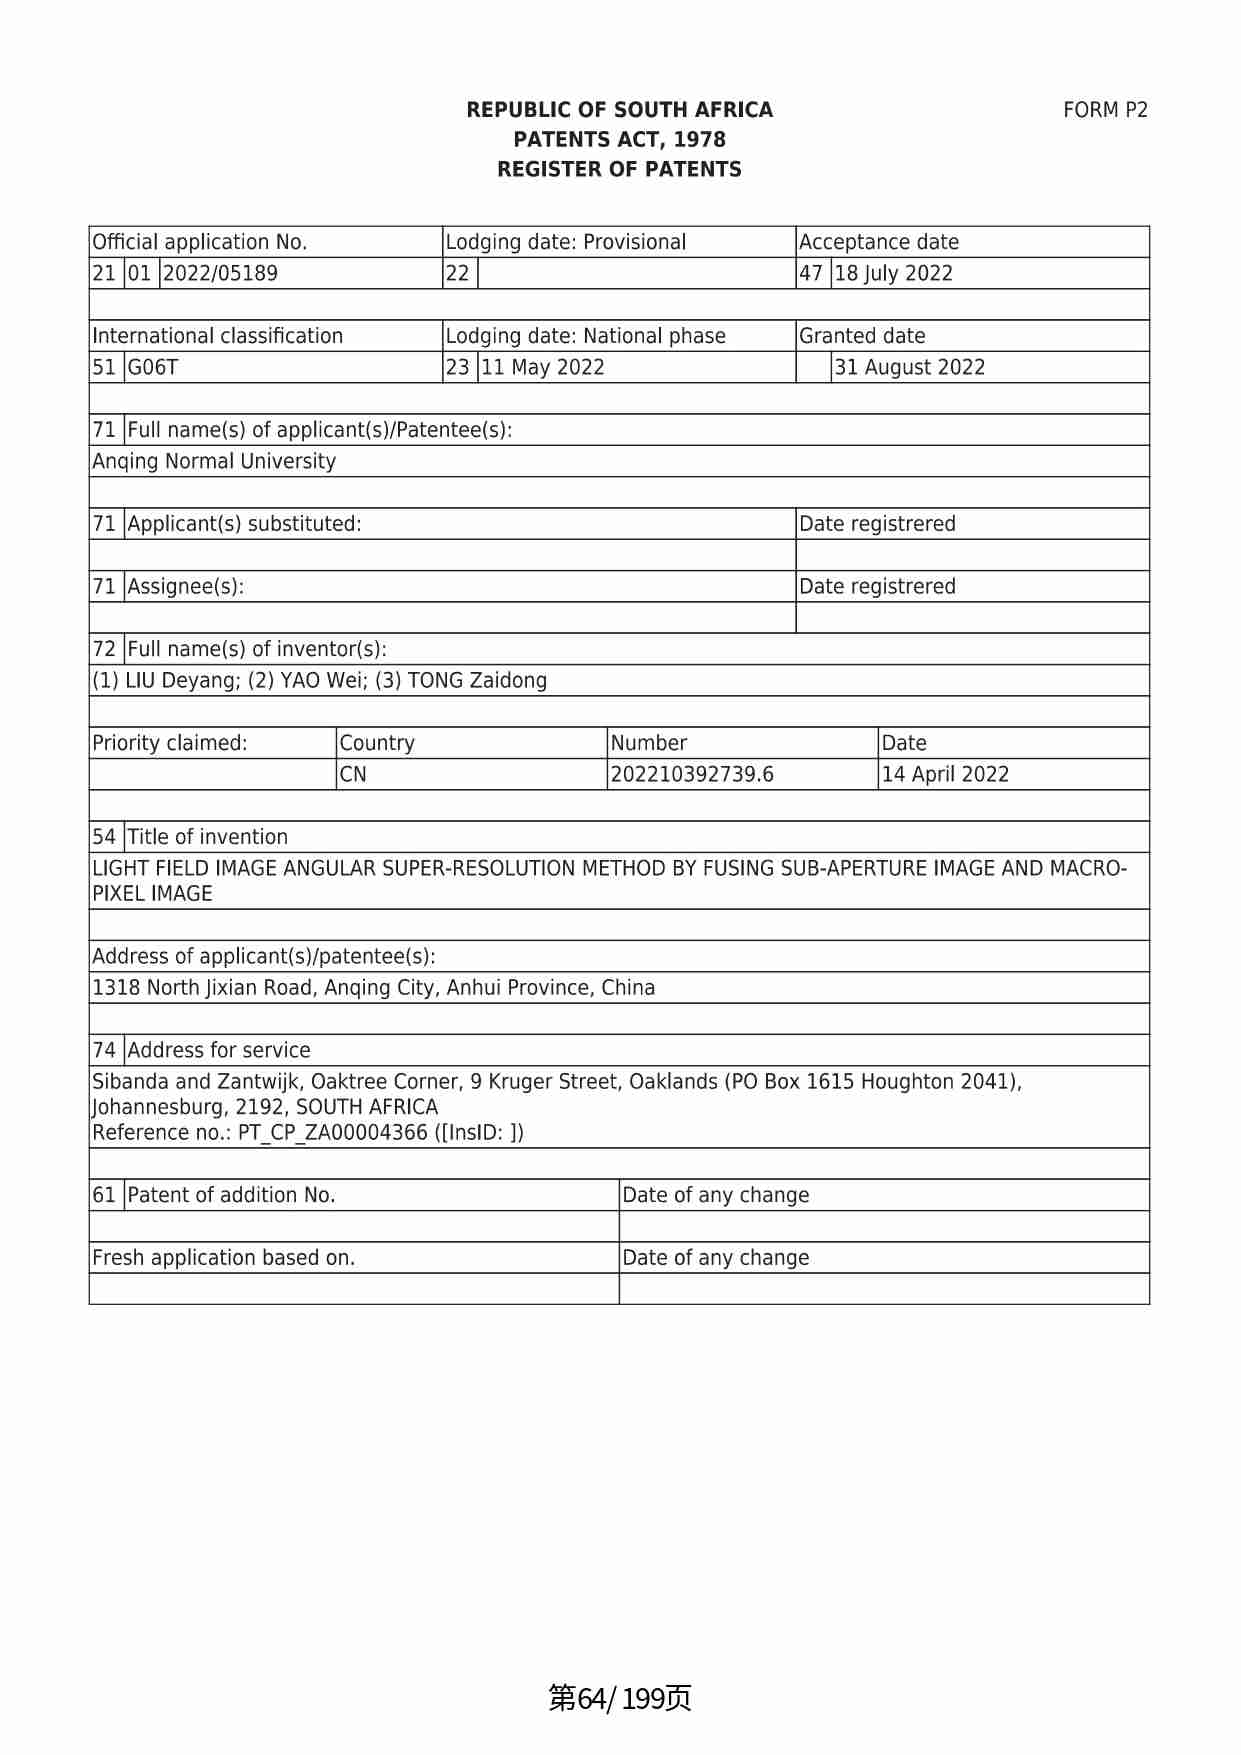 REPUBLIC OF SOUTH AFRICA FORM P2
PATENTS ACT, 1978
REGISTER OF PATENTS
Official application No. Lodging date: Provisional Acceptance date
21 01 2022/05189 22 47 18 July 2022
International classification Lodging date: National phase Granted date
51 G06T 23 11 May 2022 31 August 2022
71 Full name(s) of applicant(s)/Patentee(s):
Anqing Normal University
71 Applicant(s) substituted: Date registrered
71 Assignee(s): Date registrered
72 Full name(s) of inventor(s):
(1) LIU Deyang; (2) YAO Wei; (3) TONG Zaidong
Priority claimed: Country Number Date
CN 202210392739.6 14 April 2022
54 Title of invention
LIGHT FIELD IMAGE ANGULAR SUPER-RESOLUTION METHOD BY FUSING SUB-APERTURE IMAGE AND MACRO-
PIXEL IMAGE
Address of applicant(s)/patentee(s):
1318 North Jixian Road, Anqing City, Anhui Province, China
74 Address for service
Sibanda and Zantwijk, Oaktree Corner, 9 Kruger Street, Oaklands (PO Box 1615 Houghton 2041),
Johannesburg, 2192, SOUTH AFRICA
Reference no.: PT_CP_ZA00004366 ([InsID: ])
61 Patent of addition No. Date of any change
Fresh application based on. Date of any change
第64/199页